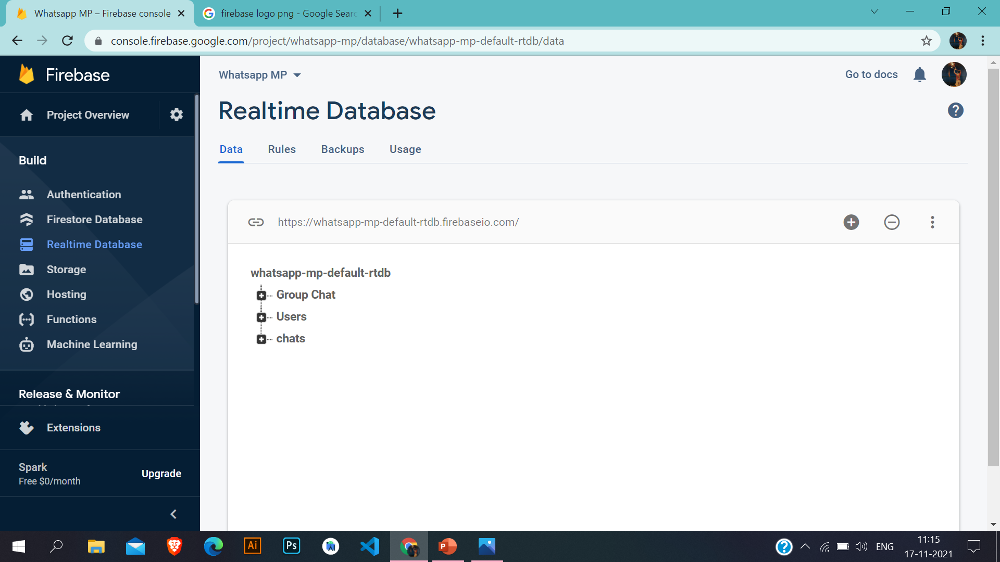 Whatsapp MP – Firebase console
firebase logo png - Google Searc
console.firebase.google.com/project/whatsapp-mp/database/whatsapp-mp-default-rtdb/data
Firebase
Project Overview
Build
Authentication
Firestore Database
Realtime Database
Storage
Hosting
Functions
Machine Learning
Release & Monitor
Extensions
Spark
Free $0/month
Upgrade
Whatsapp MP
Go to docs
Realtime Database
Data Rules Backups Usage
https://whatsapp-mp-default-rtdb.firebaseio.com/
whatsapp-mp-default-rtdb
Group Chat
Users
chats
Ai
Ps
P
ENG
11:15
17-11-2021